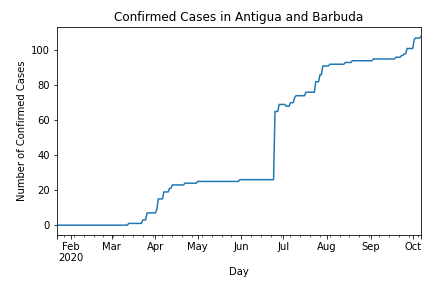 Confirmed Cases in Antigua and Barbuda
Number of Confirmed Cases
100
80
60
40
20
0
Feb Mar Apr May Jun Jul Aug Sep Oct
2020
Day